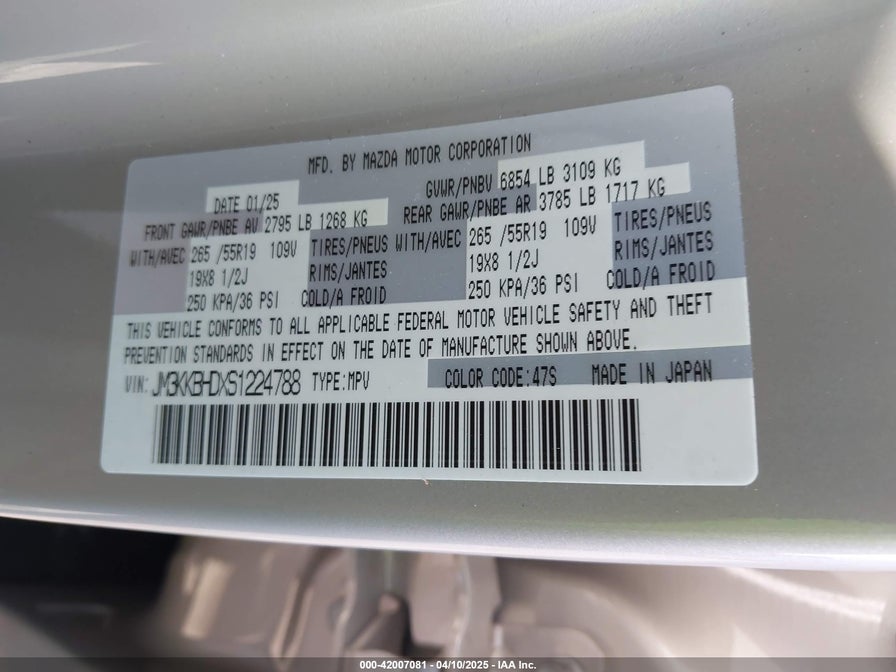 MFD. BY MAZDA MOTOR CORPORATION
DATE 01/25 GVWR/PNBV 6854 LB 3109 KG
FRONT GAWR/PNBE AV 2795 LB 1268 KG REAR GAWR/PNBE AR 3785 LB 1717 KG
WITH/AVEC 265 /55R19 109V TIRES/PNEUS WITH/AVEC 265 /55R19 109V TIRES/PNEUS
19X8 1/2J RIMS/JANTES 19X8 1/2J RIMS/JANTES
250 KPA/36 PSI COLD/A FROID 250 KPA/36 PSI COLD/A FROID
THIS VEHICLE CONFORMS TO ALL APPLICABLE FEDERAL MOTOR VEHICLE SAFETY AND THEFT
PREVENTION STANDARDS IN EFFECT ON THE DATE OF MANUFACTURE SHOWN ABOVE.
VIN: JM3KKBHDXS1224788 TYPE:MPV COLOR CODE:47S MADE IN JAPAN
000-42007081 - 04/10/2025 - IAA Inc.